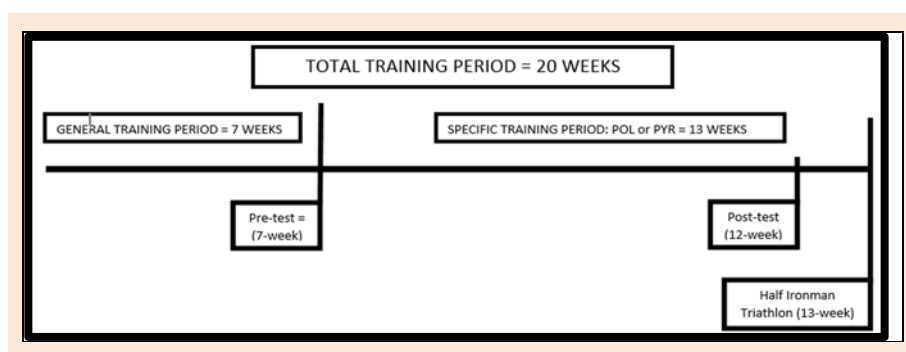 TOTAL TRAINING PERIOD = 20 WEEKS
GENERAL TRAINING PERIOD = 7 WEEKS
SPECIFIC TRAINING PERIOD: POL or PYR = 13 WEEKS
Pre-test =
(7-week)
Post-test
(12-week)
Half Ironman
Triathlon (13-week)